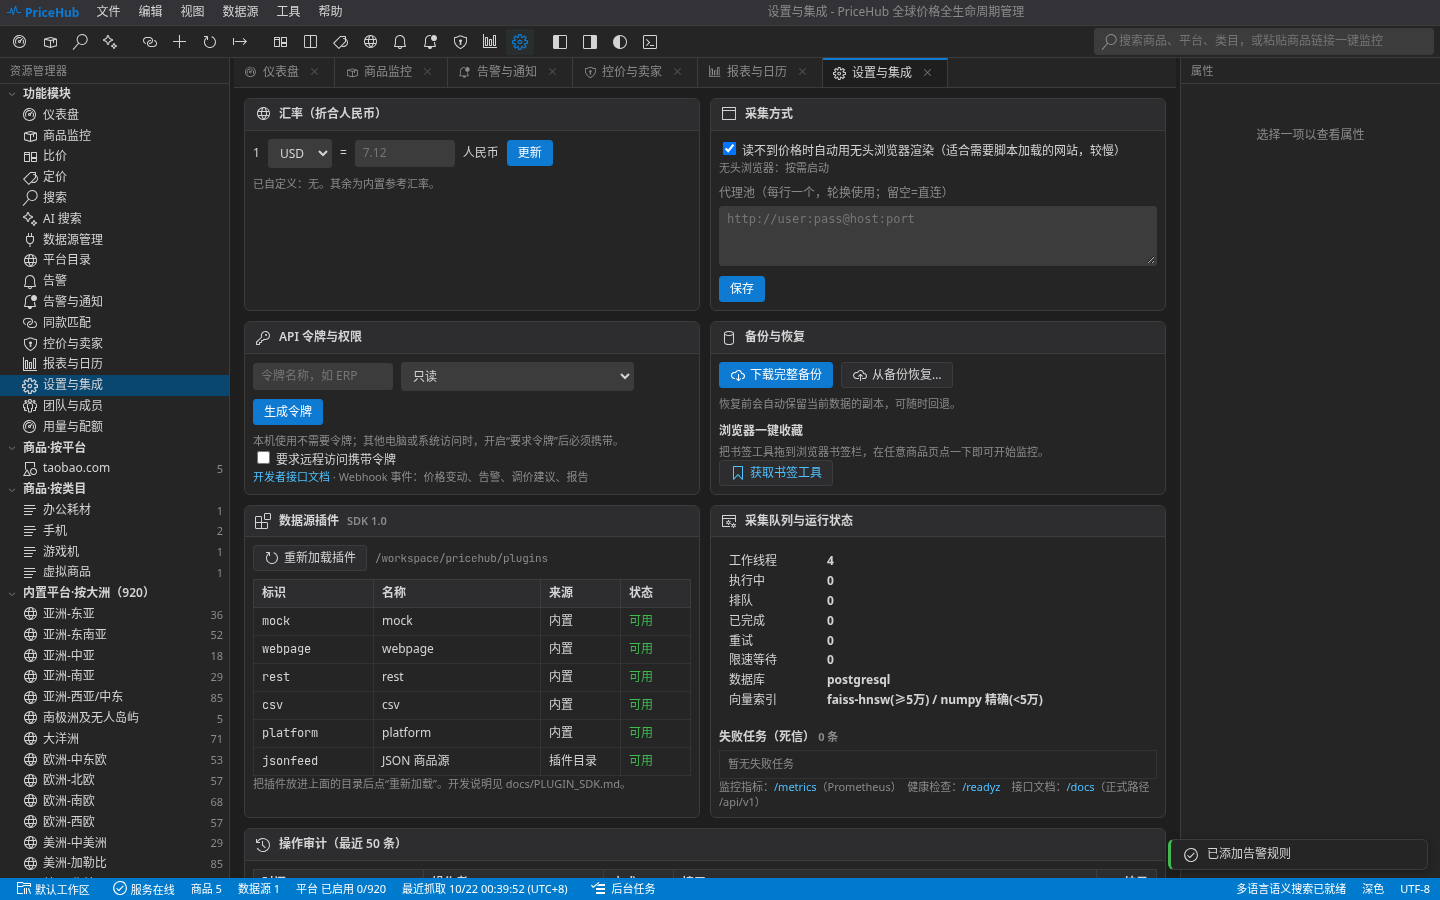 PriceHub 文件 编辑 视图 数据源 工具 帮助 设置与集成 - PriceHub 全球价格全生命周期管理
搜索商品、平台、类目，或粘贴商品链接一键监控
资源管理器
功能模块
仪表盘
商品监控
比价
定价
搜索
AI 搜索
数据源管理
平台目录
告警
告警与通知
同款匹配
控价与卖家
报表与日历
设置与集成
团队与成员
用量与配额
商品·按平台
taobao.com 5
商品·按类目
办公耗材 1
手机 2
游戏机 1
虚拟商品 1
内置平台·按大洲（920）
亚洲-东亚 36
亚洲-东南亚 52
亚洲-中亚 18
亚洲-南亚 29
亚洲-西亚/中东 85
南极洲及无人岛屿 5
大洋洲 71
欧洲-中东欧 53
欧洲-北欧 57
欧洲-南欧 68
欧洲-西欧 57
美洲-中美洲 29
美洲-加勒比 85
仪表盘 商品监控 告警与通知 控价与卖家 报表与日历 设置与集成
汇率（折合人民币）
1 USD = 7.12 人民币 更新
已自定义：无。其余为内置参考汇率。
采集方式
读不到价格时自动用无头浏览器渲染（适合需要脚本加载的网站，较慢）
无头浏览器：按需启动
代理池（每行一个，轮换使用；留空=直连）
http://user:pass@host:port
保存
API 令牌与权限
令牌名称，如 ERP 只读
生成令牌
本机使用不需要令牌；其他电脑或系统访问时，开启“要求令牌”后必须携带。
要求远程访问携带令牌
开发者接口文档 · Webhook 事件：价格变动、告警、调价建议、报告
备份与恢复
下载完整备份 从备份恢复...
恢复前会自动保留当前数据的副本，可随时回退。
浏览器一键收藏
把书签工具拖到浏览器书签栏，在任意商品页点一下即可开始监控。
获取书签工具
数据源插件 SDK 1.0
重新加载插件 /workspace/pricehub/plugins
标识 名称 来源 状态
mock mock 内置 可用
webpage webpage 内置 可用
rest rest 内置 可用
csv csv 内置 可用
platform platform 内置 可用
jsonfeed JSON 商品源 插件目录 可用
把插件放进上面的目录后点“重新加载”。开发说明见 docs/PLUGIN_SDK.md。
采集队列与运行状态
工作线程 4
执行中 0
排队 0
已完成 0
重试 0
限速等待 0
数据库 postgresql
向量索引 faiss-hnsw(≥5万) / numpy 精确(<5万)
失败任务（死信） 0 条
暂无失败任务
监控指标：/metrics（Prometheus） 健康检查：/readyz 接口文档：/docs（正式路径
/api/v1）
操作审计（最近 50 条）
属性
选择一项以查看属性
已添加告警规则
默认工作区 服务在线 商品 5 数据源 1 平台 已启用 0/920 最近抓取 10/22 00:39:52 (UTC+8) 后台任务 多语言语义搜索已就绪 深色 UTF-8